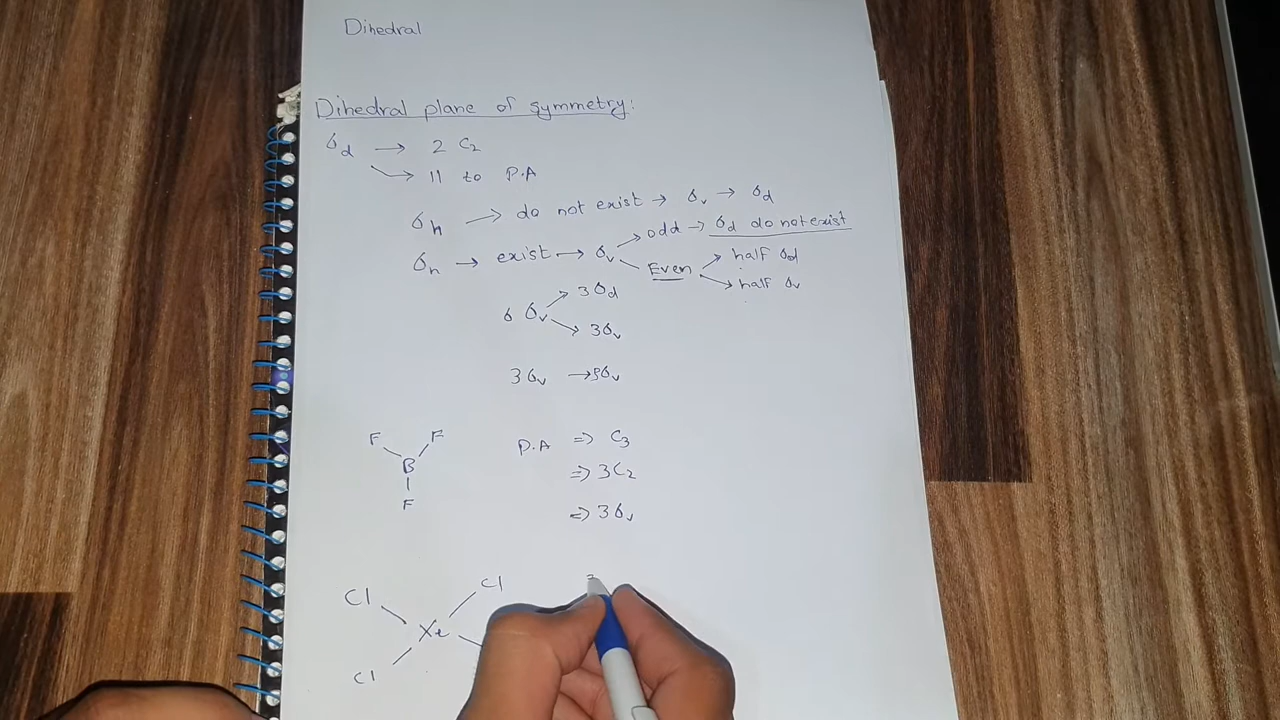 Dihedral
Dihedral plane of symmetry:
σd → 2 C2
→ 11 to P.A
σh → do not exist → σv → σd
σh → exist → σv → odd → σd do not exist
Even → half σd
→ half σv
6 σv → 3σd
→ 3σv
3σv → 3σv
F F
B
F
P.A => C3
=> 3C2
=> 3σv
Cl Cl
Xe
Cl